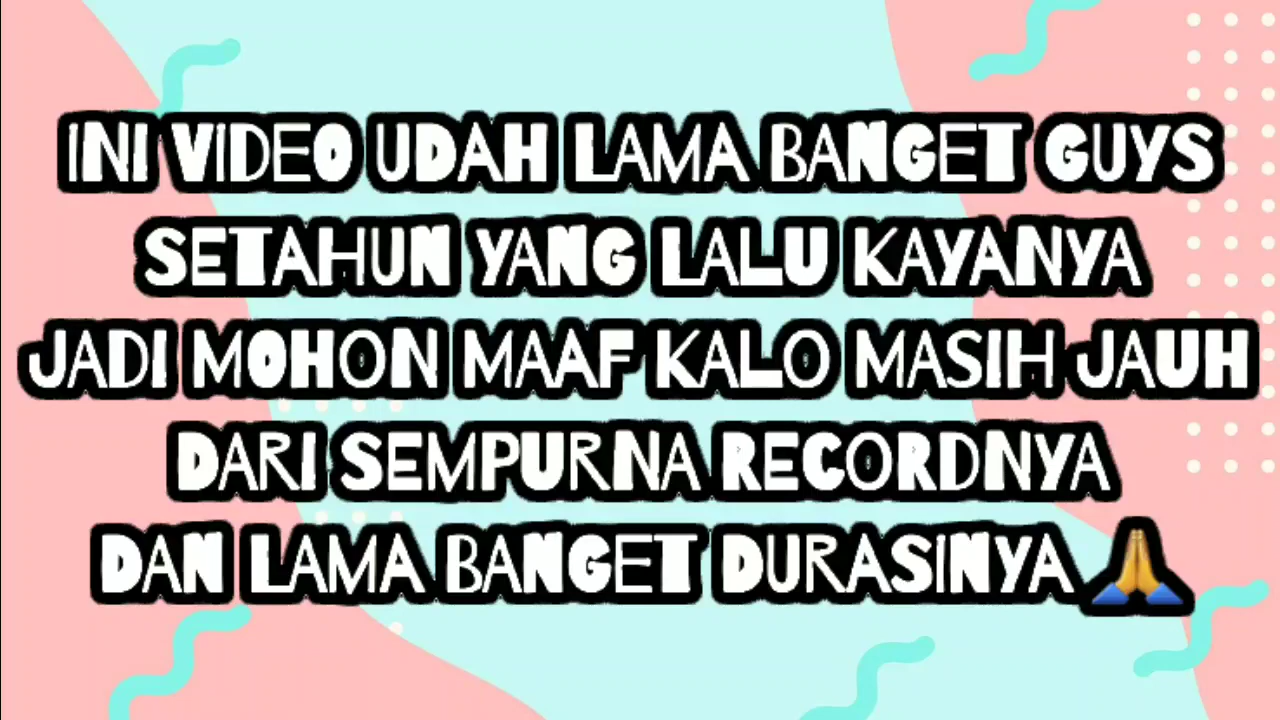 INI VIDEO UDAH LAMA BANGET GUYS
SETAHUN YANG LALU KAYANYA
JADI MOHON MAAF KALO MASIH JAUH
DARI SEMPURNA RECORDNYA
DAN LAMA BANGET DURASINYA 🙏